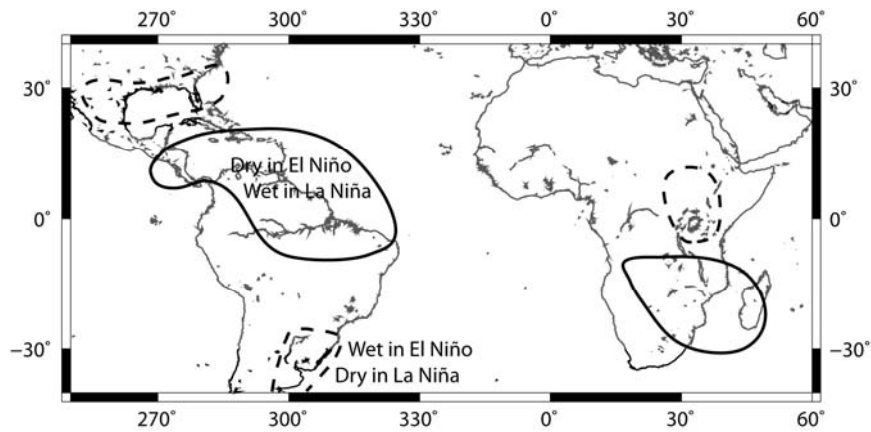 270° 300° 330° 0° 30° 60°
30° 30°
Dry in El Niño
Wet in La Niña
0° 0°
−30° −30°
Wet in El Niño
Dry in La Niña
270° 300° 330° 0° 30° 60°